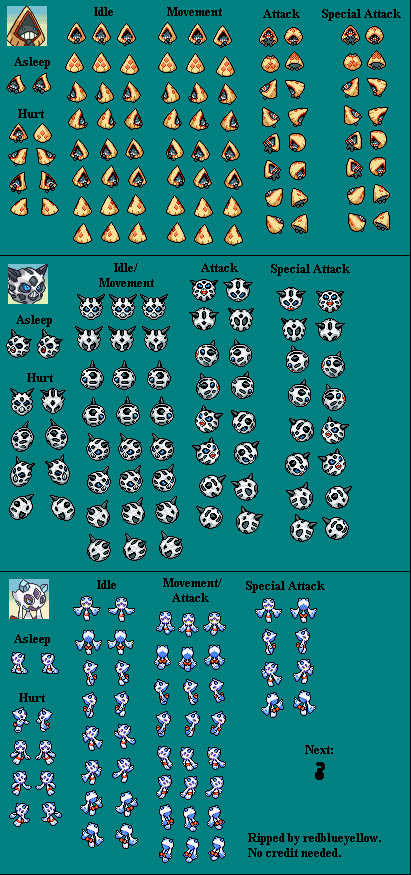 Idle
Movement
Attack
Special Attack
Asleep
Hurt
Idle/
Movement
Attack
Special Attack
Asleep
Hurt
Idle
Movement/
Attack
Special Attack
Asleep
Hurt
Next:
?
Ripped by redblueyellow.
No credit needed.